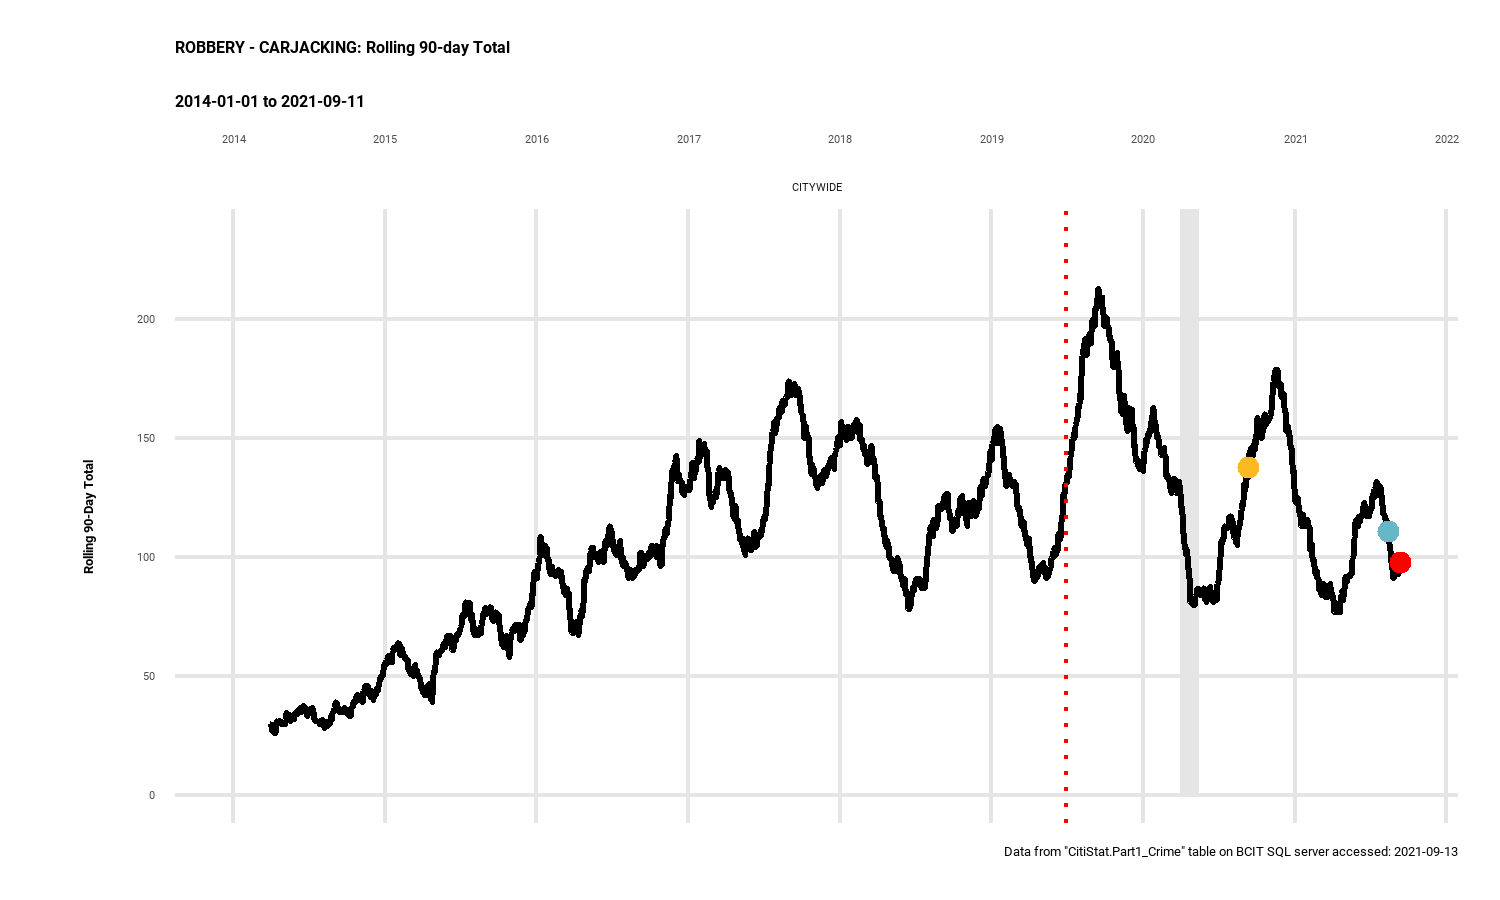 ROBBERY - CARJACKING: Rolling 90-day Total
2014-01-01 to 2021-09-11
2014 2015 2016 2017 2018 2019 2020 2021 2022
CITYWIDE
200
150
100
50
0
Rolling 90-Day Total
Data from "CitiStat.Part1_Crime" table on BCIT SQL server accessed: 2021-09-13